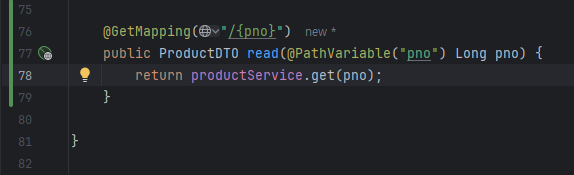 75
76 @GetMapping("/{pno}") new *
77 public ProductDTO read(@PathVariable("pno") Long pno) {
78 return productService.get(pno);
79 }
80
81 }
82